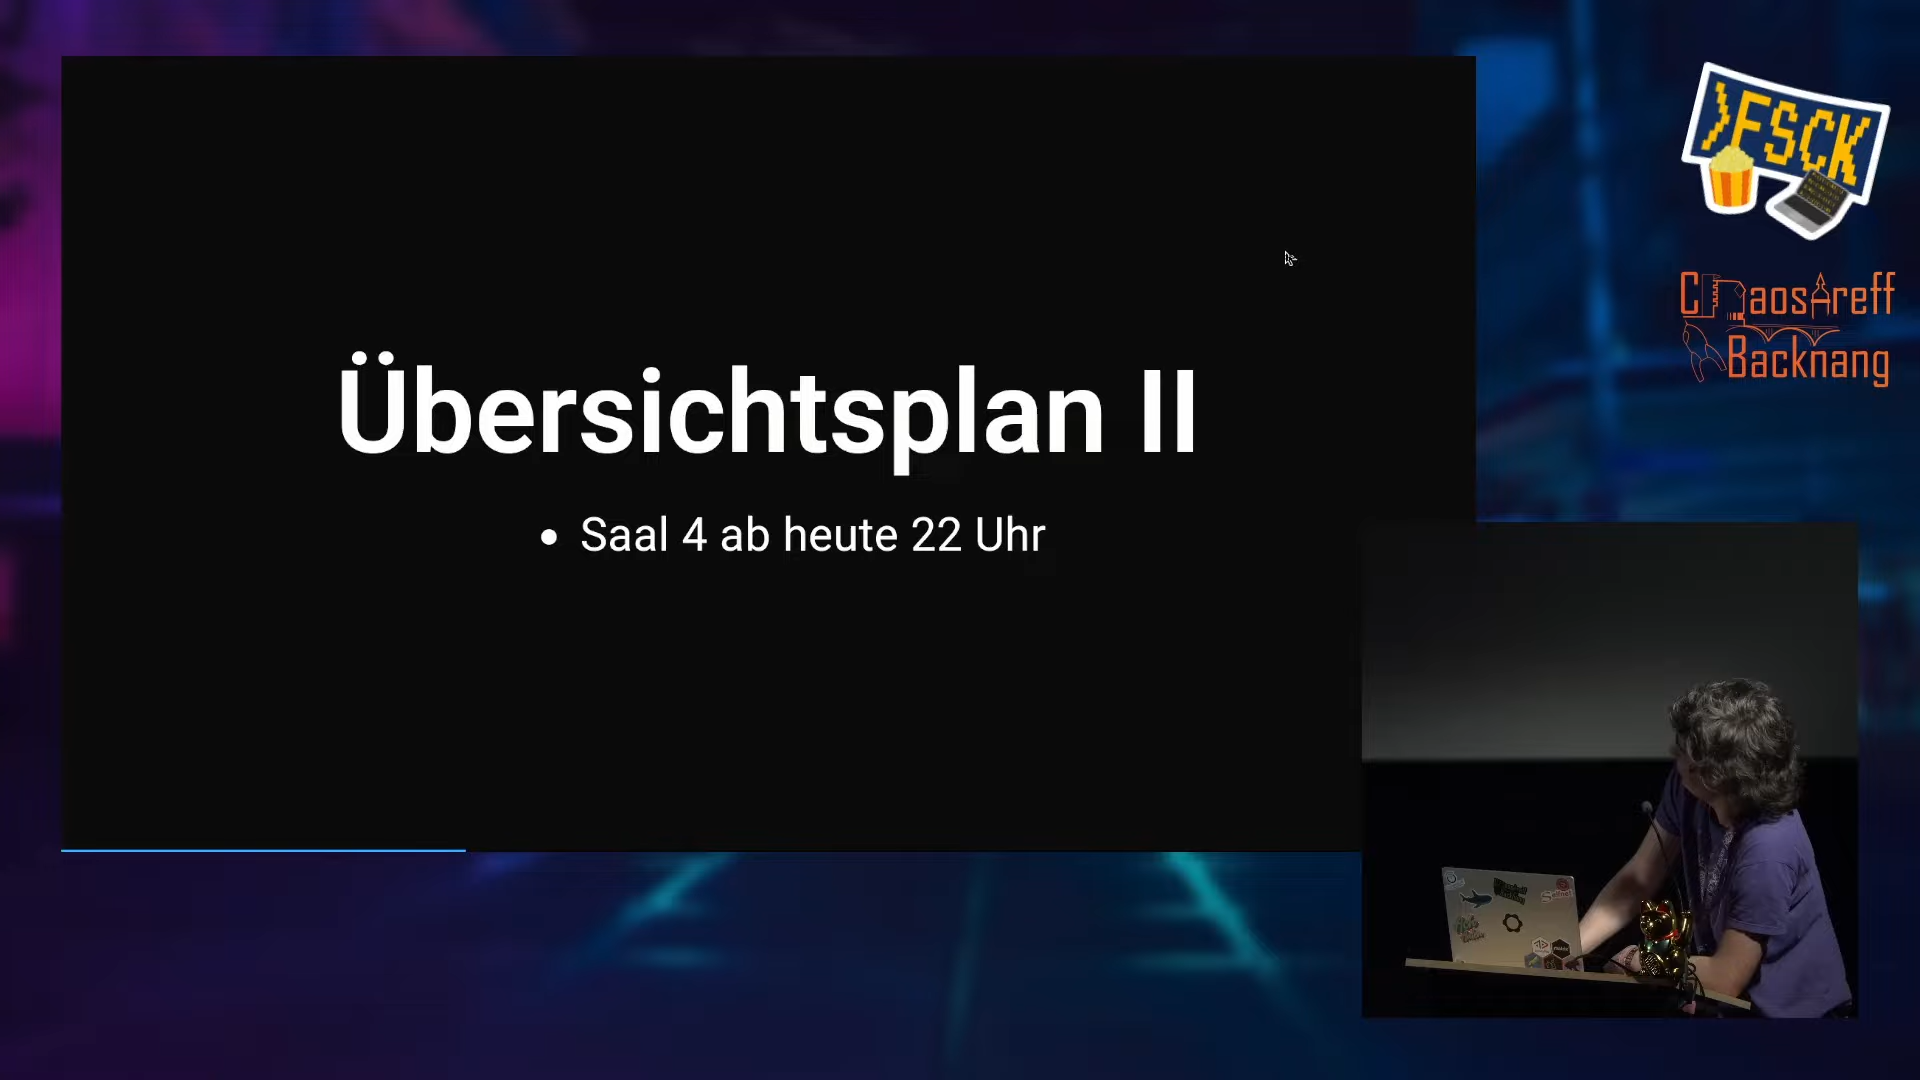 Übersichtsplan II
• Saal 4 ab heute 22 Uhr
>FSCK
ChaosTreff
Backnang